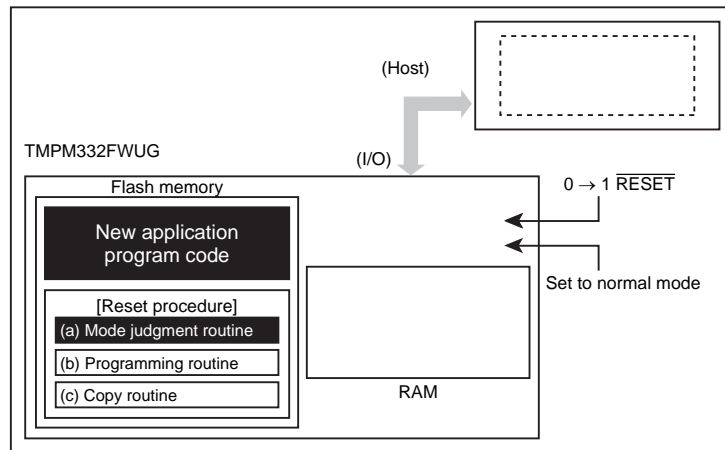 (Host)
TMPM332FWUG
(I/O)
0 → 1 RESET
Set to normal mode
Flash memory
New application
program code
[Reset procedure]
(a) Mode judgment routine
(b) Programming routine
(c) Copy routine
RAM